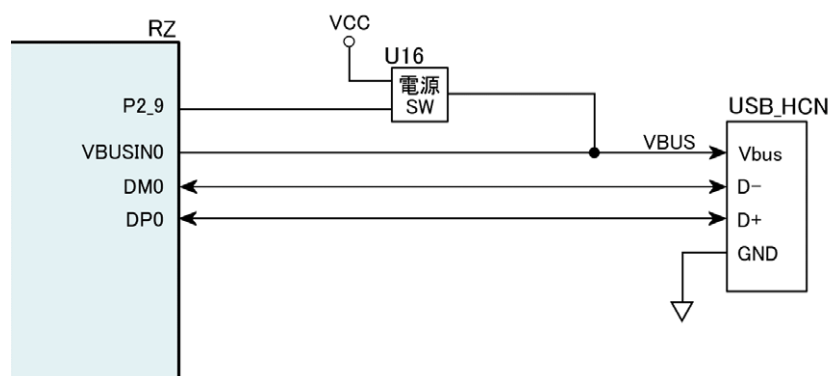 RZ
VCC
U16
電源
SW
P2_9
USB_HCN
VBUSIN0
VBUS
Vbus
DM0
D−
DP0
D+
GND